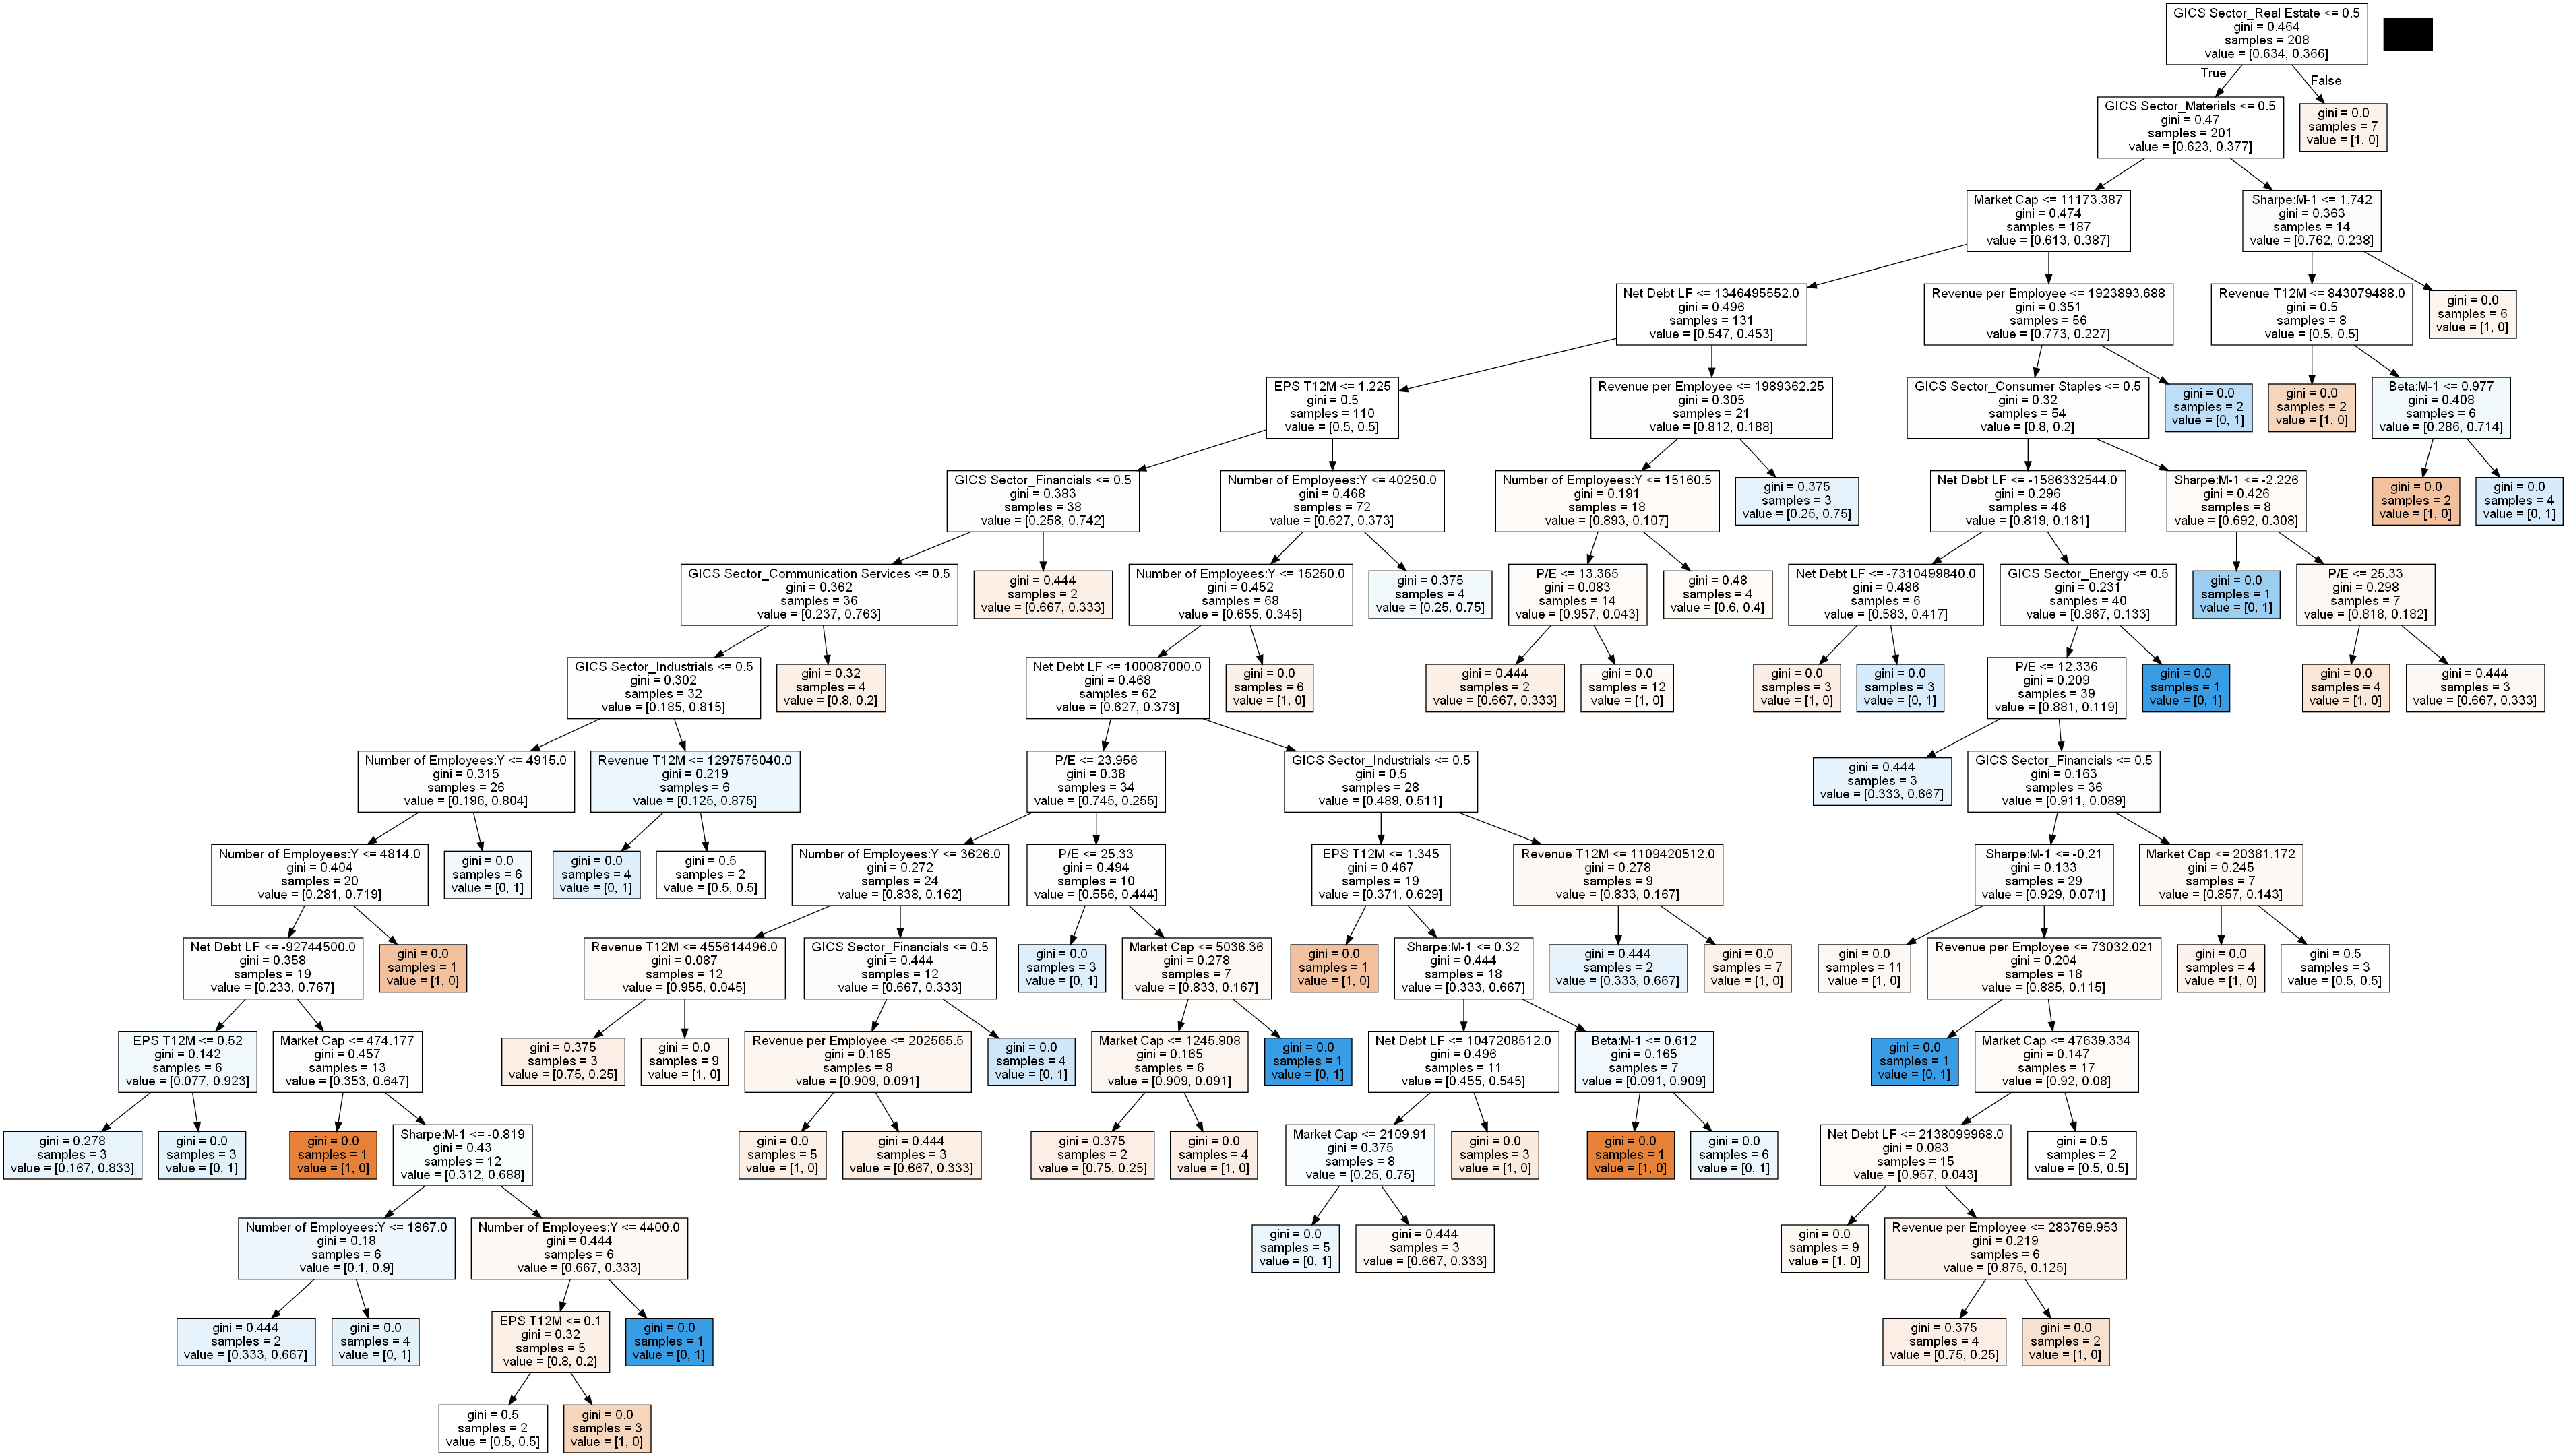 GICS Sector_Real Estate <= 0.5
gini = 0.464
samples = 208
value = [0.634, 0.366]
True
False
GICS Sector_Materials <= 0.5
gini = 0.47
samples = 201
value = [0.623, 0.377]
gini = 0.0
samples = 7
value = [1, 0]
Market Cap <= 11173.387
gini = 0.474
samples = 187
value = [0.613, 0.387]
Sharpe:M-1 <= 1.742
gini = 0.363
samples = 14
value = [0.762, 0.238]
Net Debt LF <= 1346495552.0
gini = 0.496
samples = 131
value = [0.547, 0.453]
Revenue per Employee <= 1923893.688
gini = 0.351
samples = 56
value = [0.773, 0.227]
Revenue T12M <= 843079488.0
gini = 0.5
samples = 8
value = [0.5, 0.5]
gini = 0.0
samples = 6
value = [1, 0]
EPS T12M <= 1.225
gini = 0.5
samples = 110
value = [0.5, 0.5]
Revenue per Employee <= 1989362.25
gini = 0.305
samples = 21
value = [0.812, 0.188]
GICS Sector_Consumer Staples <= 0.5
gini = 0.32
samples = 54
value = [0.8, 0.2]
gini = 0.0
samples = 2
value = [0, 1]
gini = 0.0
samples = 2
value = [1, 0]
Beta:M-1 <= 0.977
gini = 0.408
samples = 6
value = [0.286, 0.714]
GICS Sector_Financials <= 0.5
gini = 0.383
samples = 38
value = [0.258, 0.742]
Number of Employees:Y <= 40250.0
gini = 0.468
samples = 72
value = [0.627, 0.373]
Number of Employees:Y <= 15160.5
gini = 0.191
samples = 18
value = [0.893, 0.107]
gini = 0.375
samples = 3
value = [0.25, 0.75]
Net Debt LF <= -1586332544.0
gini = 0.296
samples = 46
value = [0.819, 0.181]
Sharpe:M-1 <= -2.226
gini = 0.426
samples = 8
value = [0.692, 0.308]
gini = 0.0
samples = 2
value = [1, 0]
gini = 0.0
samples = 4
value = [0, 1]
GICS Sector_Communication Services <= 0.5
gini = 0.362
samples = 36
value = [0.237, 0.763]
gini = 0.444
samples = 2
value = [0.667, 0.333]
Number of Employees:Y <= 15250.0
gini = 0.452
samples = 68
value = [0.655, 0.345]
gini = 0.375
samples = 4
value = [0.25, 0.75]
P/E <= 13.365
gini = 0.083
samples = 14
value = [0.957, 0.043]
gini = 0.48
samples = 4
value = [0.6, 0.4]
Net Debt LF <= -7310499840.0
gini = 0.486
samples = 6
value = [0.583, 0.417]
GICS Sector_Energy <= 0.5
gini = 0.231
samples = 40
value = [0.867, 0.133]
gini = 0.0
samples = 1
value = [0, 1]
P/E <= 25.33
gini = 0.298
samples = 7
value = [0.818, 0.182]
GICS Sector_Industrials <= 0.5
gini = 0.302
samples = 32
value = [0.185, 0.815]
gini = 0.32
samples = 4
value = [0.8, 0.2]
Net Debt LF <= 100087000.0
gini = 0.468
samples = 62
value = [0.627, 0.373]
gini = 0.0
samples = 6
value = [1, 0]
gini = 0.444
samples = 2
value = [0.667, 0.333]
gini = 0.0
samples = 12
value = [1, 0]
gini = 0.0
samples = 3
value = [1, 0]
gini = 0.0
samples = 3
value = [0, 1]
P/E <= 12.336
gini = 0.209
samples = 39
value = [0.881, 0.119]
gini = 0.0
samples = 1
value = [0, 1]
gini = 0.0
samples = 4
value = [1, 0]
gini = 0.444
samples = 3
value = [0.667, 0.333]
Number of Employees:Y <= 4915.0
gini = 0.315
samples = 26
value = [0.196, 0.804]
Revenue T12M <= 1297575040.0
gini = 0.219
samples = 6
value = [0.125, 0.875]
P/E <= 23.956
gini = 0.38
samples = 34
value = [0.745, 0.255]
GICS Sector_Industrials <= 0.5
gini = 0.5
samples = 28
value = [0.489, 0.511]
gini = 0.444
samples = 3
value = [0.333, 0.667]
GICS Sector_Financials <= 0.5
gini = 0.163
samples = 36
value = [0.911, 0.089]
Number of Employees:Y <= 4814.0
gini = 0.404
samples = 20
value = [0.281, 0.719]
gini = 0.0
samples = 6
value = [0, 1]
gini = 0.0
samples = 4
value = [0, 1]
gini = 0.5
samples = 2
value = [0.5, 0.5]
Number of Employees:Y <= 3626.0
gini = 0.272
samples = 24
value = [0.838, 0.162]
P/E <= 25.33
gini = 0.494
samples = 10
value = [0.556, 0.444]
EPS T12M <= 1.345
gini = 0.467
samples = 19
value = [0.371, 0.629]
Revenue T12M <= 1109420512.0
gini = 0.278
samples = 9
value = [0.833, 0.167]
Sharpe:M-1 <= -0.21
gini = 0.133
samples = 29
value = [0.929, 0.071]
Market Cap <= 20381.172
gini = 0.245
samples = 7
value = [0.857, 0.143]
Net Debt LF <= -92744500.0
gini = 0.358
samples = 19
value = [0.233, 0.767]
gini = 0.0
samples = 1
value = [1, 0]
Revenue T12M <= 455614496.0
gini = 0.087
samples = 12
value = [0.955, 0.045]
GICS Sector_Financials <= 0.5
gini = 0.444
samples = 12
value = [0.667, 0.333]
gini = 0.0
samples = 3
value = [0, 1]
Market Cap <= 5036.36
gini = 0.278
samples = 7
value = [0.833, 0.167]
gini = 0.0
samples = 1
value = [1, 0]
Sharpe:M-1 <= 0.32
gini = 0.444
samples = 18
value = [0.333, 0.667]
gini = 0.444
samples = 2
value = [0.333, 0.667]
gini = 0.0
samples = 7
value = [1, 0]
gini = 0.0
samples = 11
value = [1, 0]
Revenue per Employee <= 73032.021
gini = 0.204
samples = 18
value = [0.885, 0.115]
gini = 0.0
samples = 4
value = [1, 0]
gini = 0.5
samples = 3
value = [0.5, 0.5]
EPS T12M <= 0.52
gini = 0.142
samples = 6
value = [0.077, 0.923]
Market Cap <= 474.177
gini = 0.457
samples = 13
value = [0.353, 0.647]
gini = 0.375
samples = 3
value = [0.75, 0.25]
gini = 0.0
samples = 9
value = [1, 0]
Revenue per Employee <= 202565.5
gini = 0.165
samples = 8
value = [0.909, 0.091]
gini = 0.0
samples = 4
value = [0, 1]
Market Cap <= 1245.908
gini = 0.165
samples = 6
value = [0.909, 0.091]
gini = 0.0
samples = 1
value = [0, 1]
Net Debt LF <= 1047208512.0
gini = 0.496
samples = 11
value = [0.455, 0.545]
Beta:M-1 <= 0.612
gini = 0.165
samples = 7
value = [0.091, 0.909]
gini = 0.0
samples = 1
value = [0, 1]
Market Cap <= 47639.334
gini = 0.147
samples = 17
value = [0.92, 0.08]
gini = 0.278
samples = 3
value = [0.167, 0.833]
gini = 0.0
samples = 3
value = [0, 1]
gini = 0.0
samples = 1
value = [1, 0]
Sharpe:M-1 <= -0.819
gini = 0.43
samples = 12
value = [0.312, 0.688]
gini = 0.0
samples = 5
value = [1, 0]
gini = 0.444
samples = 3
value = [0.667, 0.333]
gini = 0.375
samples = 2
value = [0.75, 0.25]
gini = 0.0
samples = 4
value = [1, 0]
Market Cap <= 2109.91
gini = 0.375
samples = 8
value = [0.25, 0.75]
gini = 0.0
samples = 3
value = [1, 0]
gini = 0.0
samples = 1
value = [1, 0]
gini = 0.0
samples = 6
value = [0, 1]
Net Debt LF <= 2138099968.0
gini = 0.083
samples = 15
value = [0.957, 0.043]
gini = 0.5
samples = 2
value = [0.5, 0.5]
Number of Employees:Y <= 1867.0
gini = 0.18
samples = 6
value = [0.1, 0.9]
Number of Employees:Y <= 4400.0
gini = 0.444
samples = 6
value = [0.667, 0.333]
gini = 0.0
samples = 5
value = [0, 1]
gini = 0.444
samples = 3
value = [0.667, 0.333]
gini = 0.0
samples = 9
value = [1, 0]
Revenue per Employee <= 283769.953
gini = 0.219
samples = 6
value = [0.875, 0.125]
gini = 0.444
samples = 2
value = [0.333, 0.667]
gini = 0.0
samples = 4
value = [0, 1]
EPS T12M <= 0.1
gini = 0.32
samples = 5
value = [0.8, 0.2]
gini = 0.0
samples = 1
value = [0, 1]
gini = 0.375
samples = 4
value = [0.75, 0.25]
gini = 0.0
samples = 2
value = [1, 0]
gini = 0.5
samples = 2
value = [0.5, 0.5]
gini = 0.0
samples = 3
value = [1, 0]